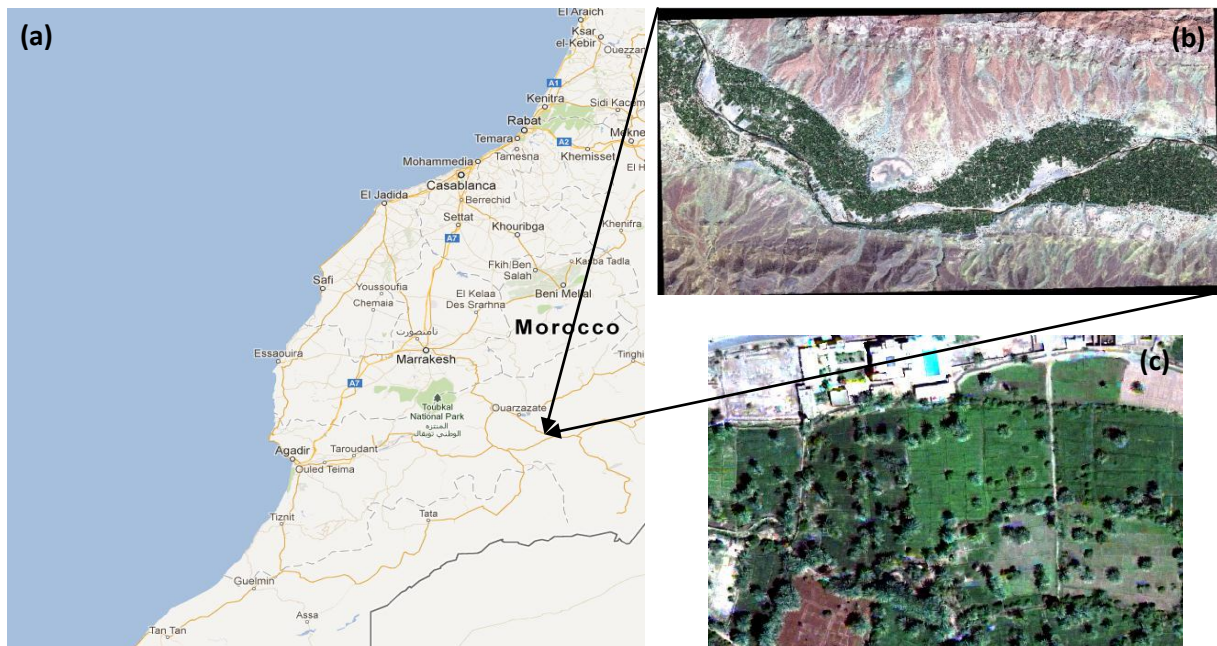 (a)
El Araich
Ksar
el-Kebir
Ouezzan
A1
Kenitra
Sidi Kacem
Rabat
Temara
A2
Mekne
Tamesna
Khemisset
Mohammedia
El H
Casablanca
El Jadida
Berrechid
Settat
Khenifra
Khouribga
A7
Kasba Tadla
Fkih Ben
Salah
Safi
Youssoufia
Beni Mellal
Chemaia
El Kelaa
Des Srarhna
Morocco
تامنصورت
Essaouira
Marrakesh
Tinghi
A7
Toubkal
National Park
المنتزه
الوطني توبقال
Ouarzazate
Agadir
Taroudant
Ouled Teima
Tiznit
Tata
Guelmin
Assa
Tan Tan
(b)
(c)